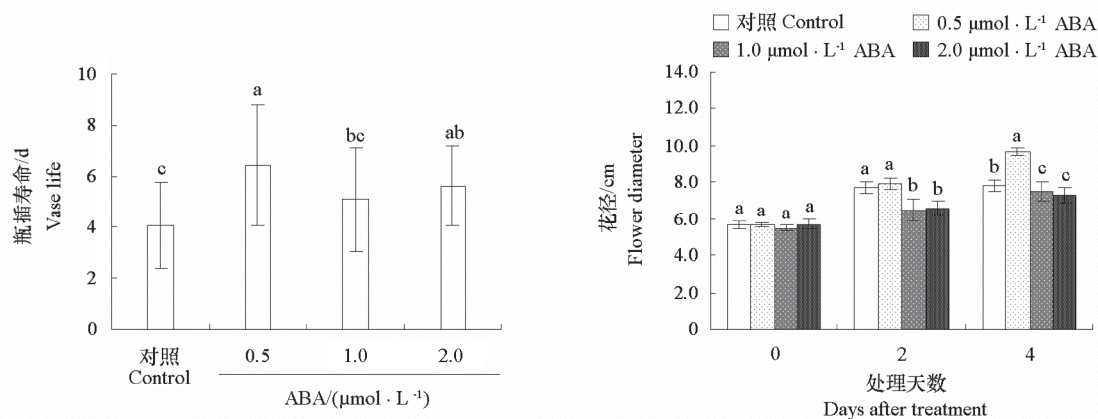 10
8
6
4
2
0
瓶插寿命/d
Vase life
c
a
bc
ab
对照
Control
0.5
1.0
2.0
ABA/(μmol · L⁻¹)
对照 Control
0.5 μmol · L⁻¹ ABA
1.0 μmol · L⁻¹ ABA
2.0 μmol · L⁻¹ ABA
14.0
12.0
10.0
8.0
6.0
4.0
2.0
0
花径/cm
Flower diameter
a a a a
a a b b
b a c c
0
2
4
处理天数
Days after treatment